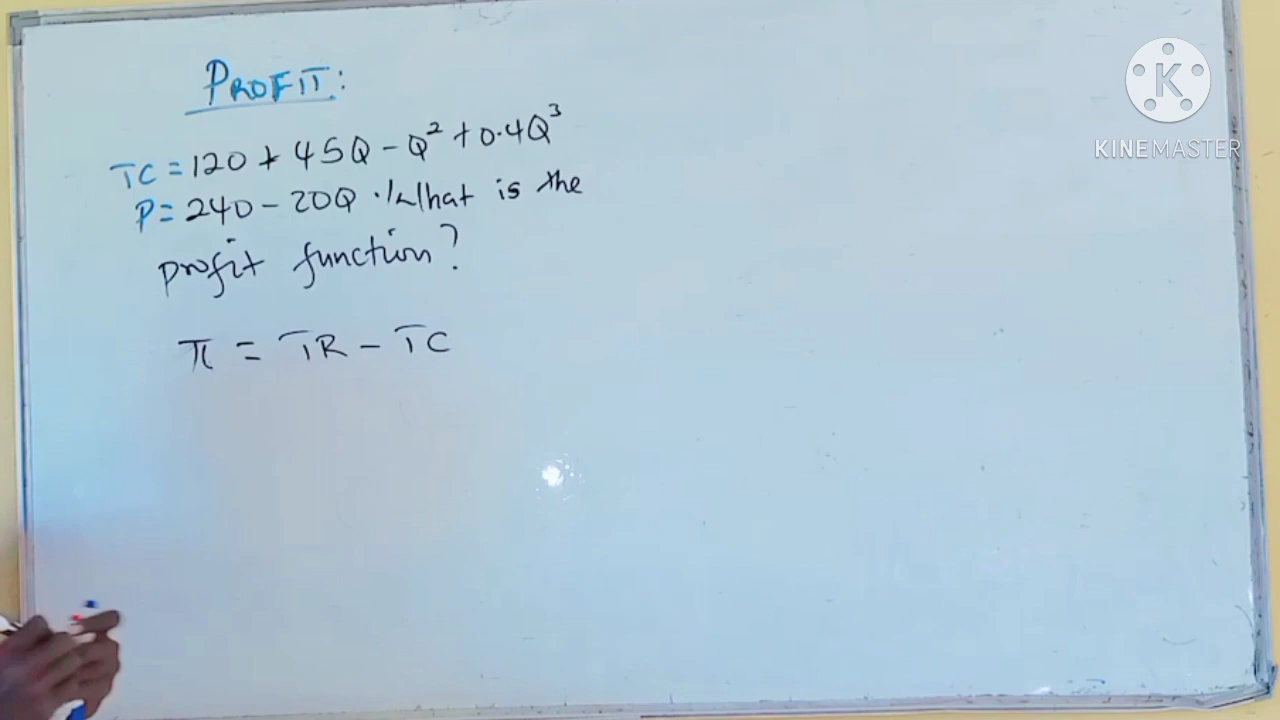 PROFIT:
TC = 120 + 45Q - Q² + 0.4Q³
P = 240 - 20Q. What is the
profit function?
π = TR - TC
K
KINEMASTER